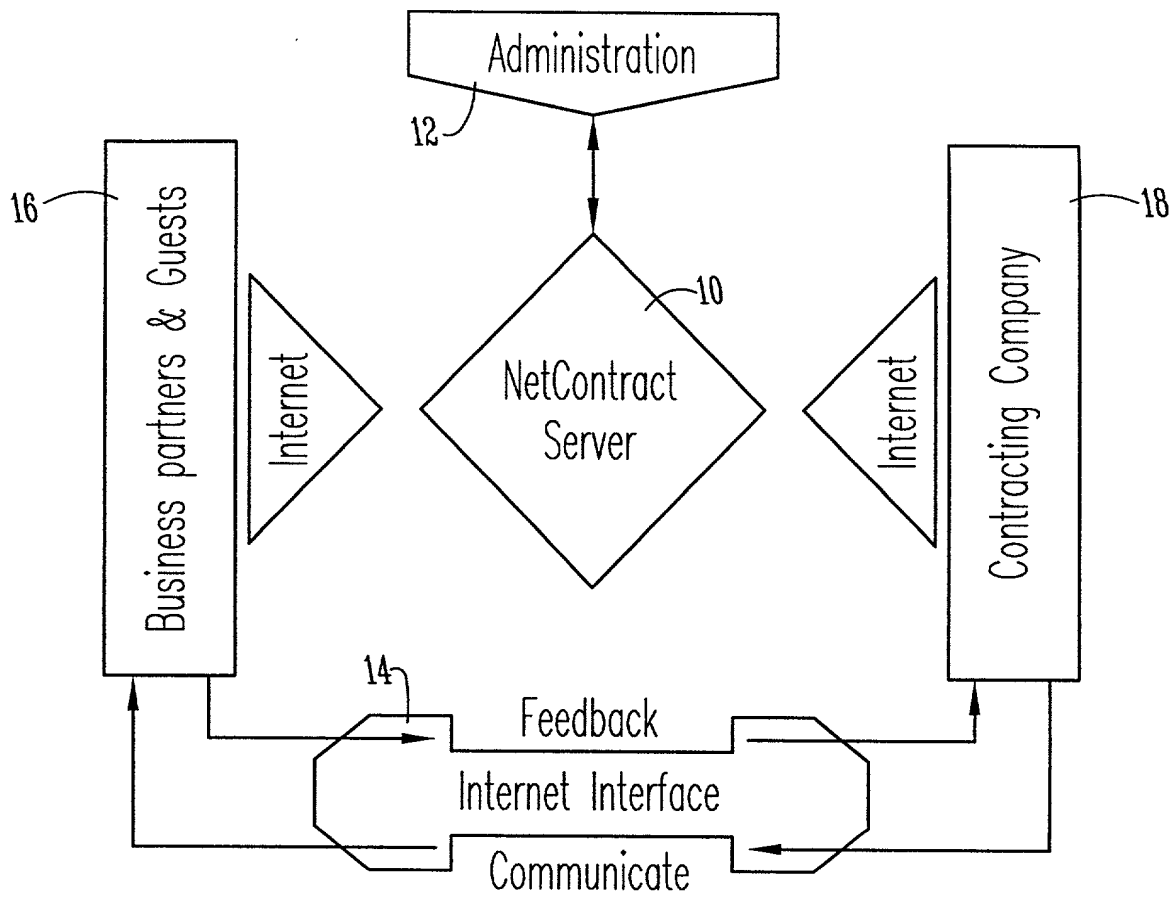 Administration
12
16
18
Business partners & Guests
Internet
10
NetContract
Server
Internet
Contracting Company
14
Feedback
Internet Interface
Communicate